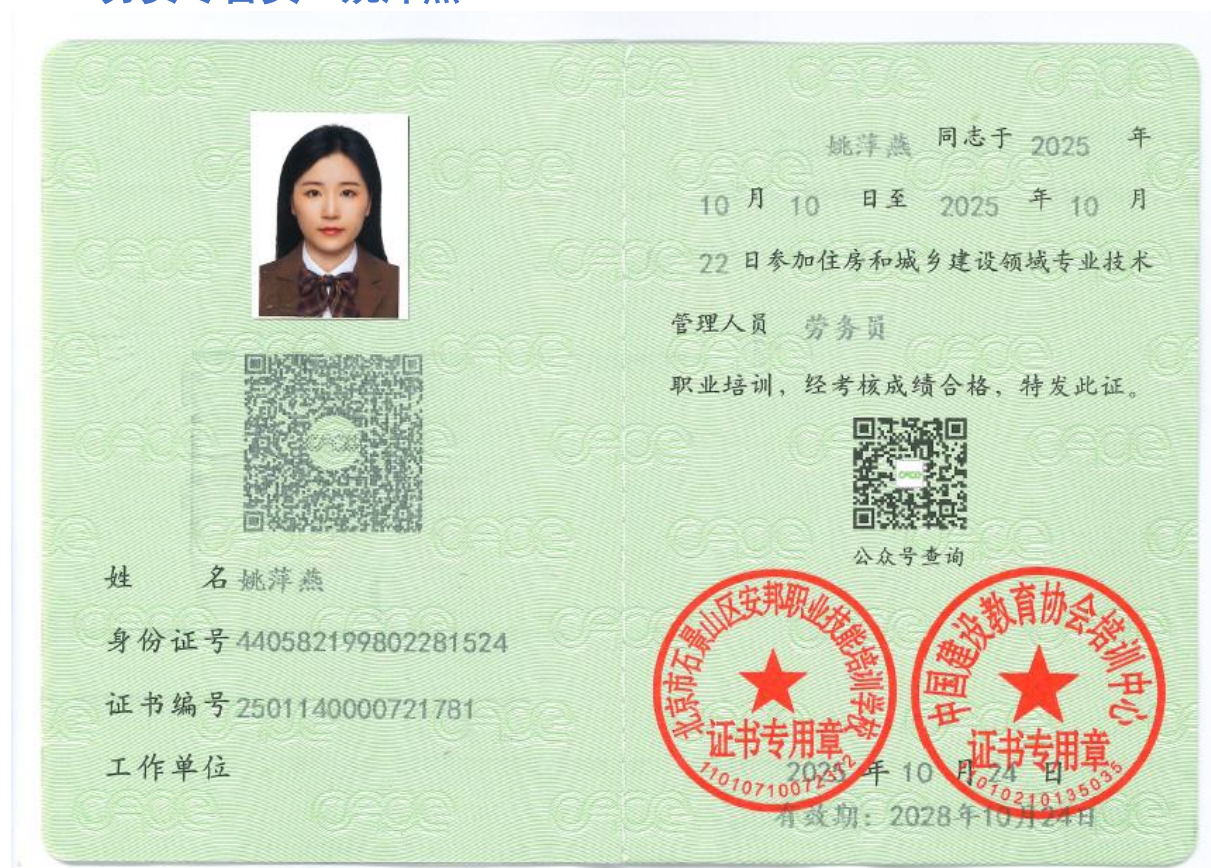 姚萍燕 同志于 2025 年
10 月 10 日至 2025 年 10 月
22 日参加住房和城乡建设领域专业技术
管理人员 劳务员
职业培训，经考核成绩合格，特发此证。
公众号查询
姓 名 姚萍燕
身份证号 440582199802281524
证书编号 2501140000721781
工作单位
北京市石景山区安邦职业技能培训学校
证书专用章
中国建设教育协会培训中心
证书专用章
11010210135035
2025 年 10 月 24 日
有效期：2028年10月24日